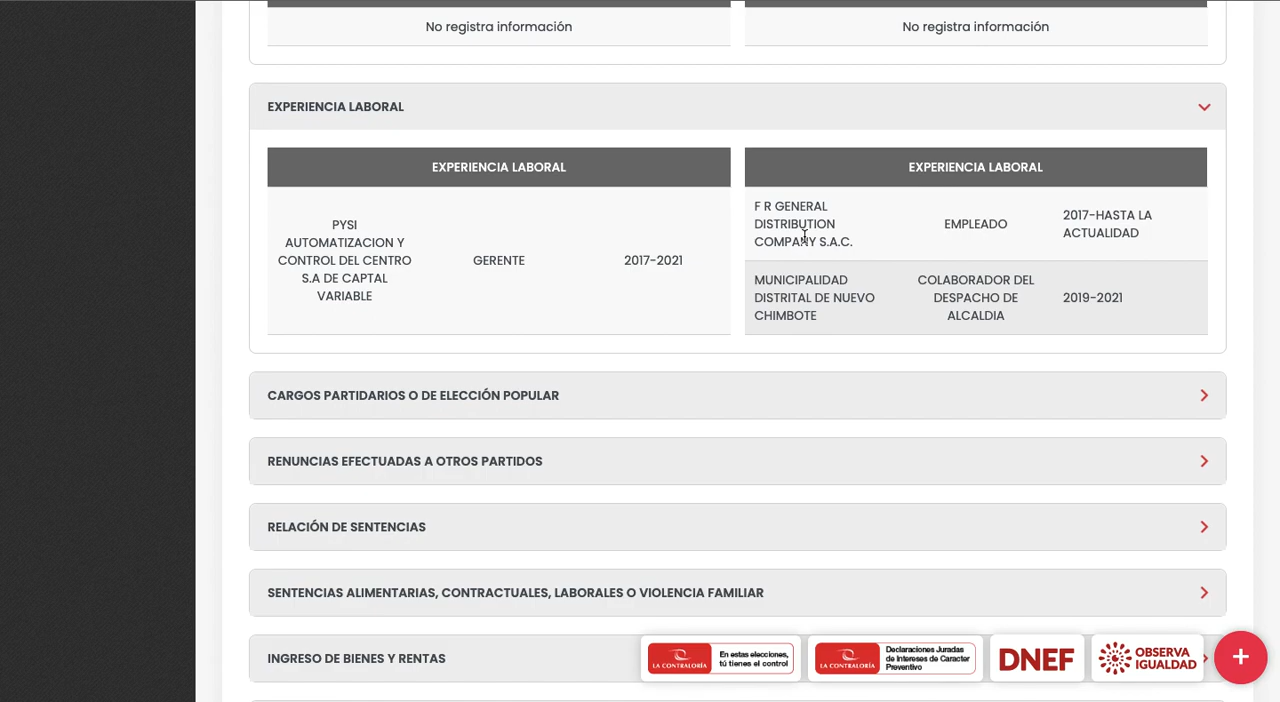 No registra información
No registra información
EXPERIENCIA LABORAL
EXPERIENCIA LABORAL
PYSI
AUTOMATIZACION Y
CONTROL DEL CENTRO
S.A DE CAPTAL
VARIABLE
GERENTE
2017-2021
EXPERIENCIA LABORAL
F R GENERAL
DISTRIBUTION
COMPANY S.A.C.
EMPLEADO
2017-HASTA LA
ACTUALIDAD
MUNICIPALIDAD
DISTRITAL DE NUEVO
CHIMBOTE
COLABORADOR DEL
DESPACHO DE
ALCALDIA
2019-2021
CARGOS PARTIDARIOS O DE ELECCIÓN POPULAR
RENUNCIAS EFECTUADAS A OTROS PARTIDOS
RELACIÓN DE SENTENCIAS
SENTENCIAS ALIMENTARIAS, CONTRACTUALES, LABORALES O VIOLENCIA FAMILIAR
INGRESO DE BIENES Y RENTAS
LA CONTRALORÍA
En estas elecciones,
tú tienes el control
LA CONTRALORÍA
Declaraciones Juradas
de Intereses de Caracter
Preventivo
DNEF
OBSERVA
IGUALDAD
+